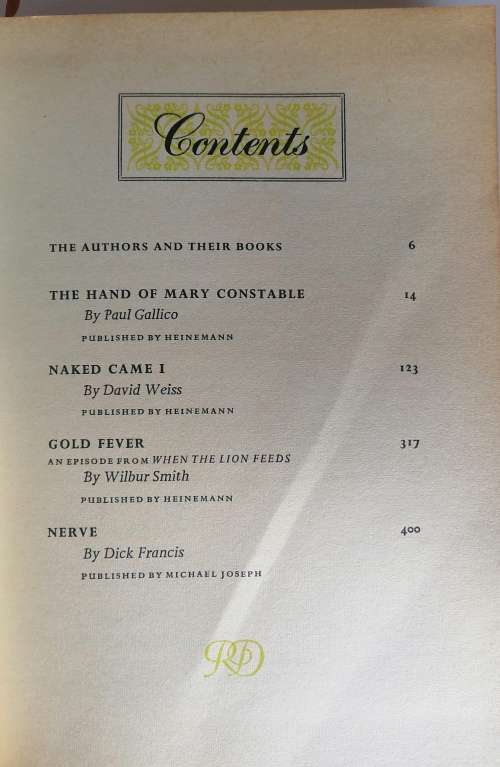 Contents
THE AUTHORS AND THEIR BOOKS 6
THE HAND OF MARY CONSTABLE 14
By Paul Gallico
PUBLISHED BY HEINEMANN
NAKED CAME I 123
By David Weiss
PUBLISHED BY HEINEMANN
GOLD FEVER 317
AN EPISODE FROM WHEN THE LION FEEDS
By Wilbur Smith
PUBLISHED BY HEINEMANN
NERVE 400
By Dick Francis
PUBLISHED BY MICHAEL JOSEPH
RD